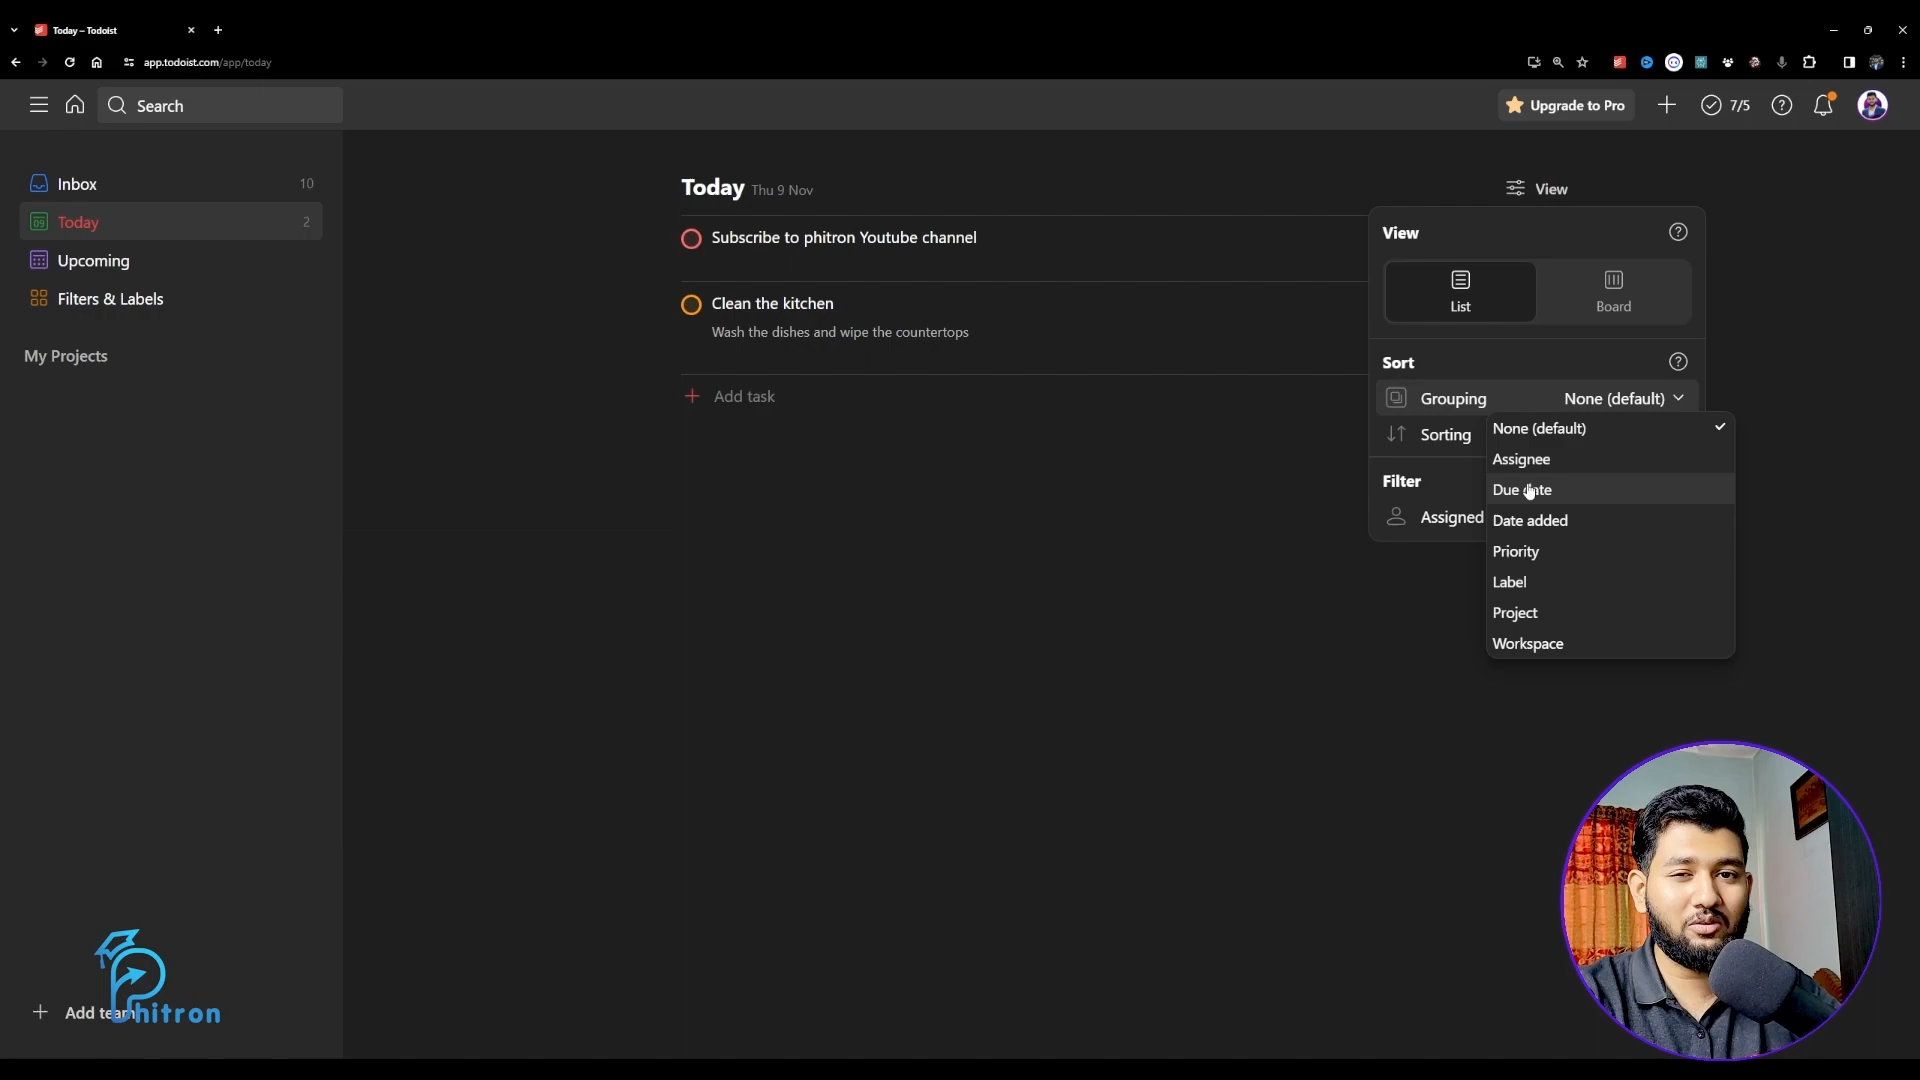 Today – Todoist
app.todoist.com/app/today
Search
Upgrade to Pro
7/5
Inbox 10
09 Today 2
Upcoming
Filters & Labels
My Projects
Today Thu 9 Nov
View
Subscribe to phitron Youtube channel
Clean the kitchen
Wash the dishes and wipe the countertops
Add task
View
List
Board
Sort
Grouping None (default)
Sorting
Filter
Assigned
None (default)
Assignee
Due date
Date added
Priority
Label
Project
Workspace
Add team
Phitron